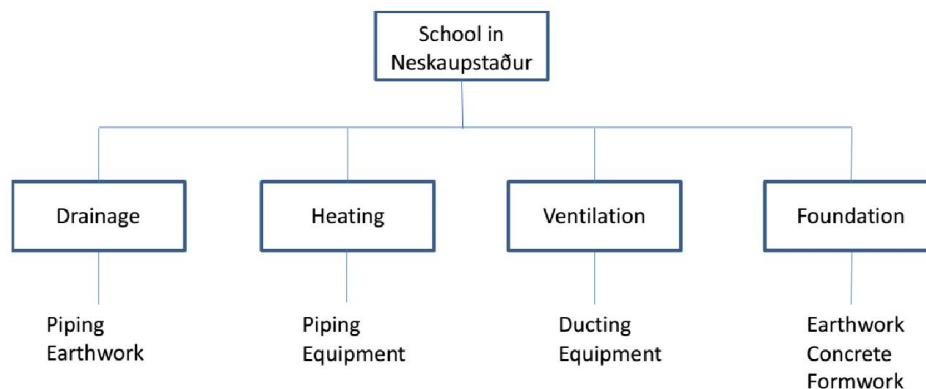 School in
Neskaupstaður
Drainage
Heating
Ventilation
Foundation
Piping
Earthwork
Piping
Equipment
Ducting
Equipment
Earthwork
Concrete
Formwork